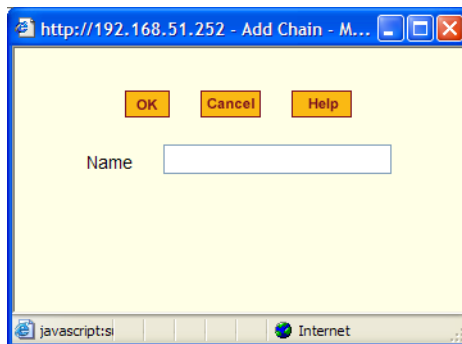 http://192.168.51.252 - Add Chain - M...
OK Cancel Help
Name
javascript:si Internet